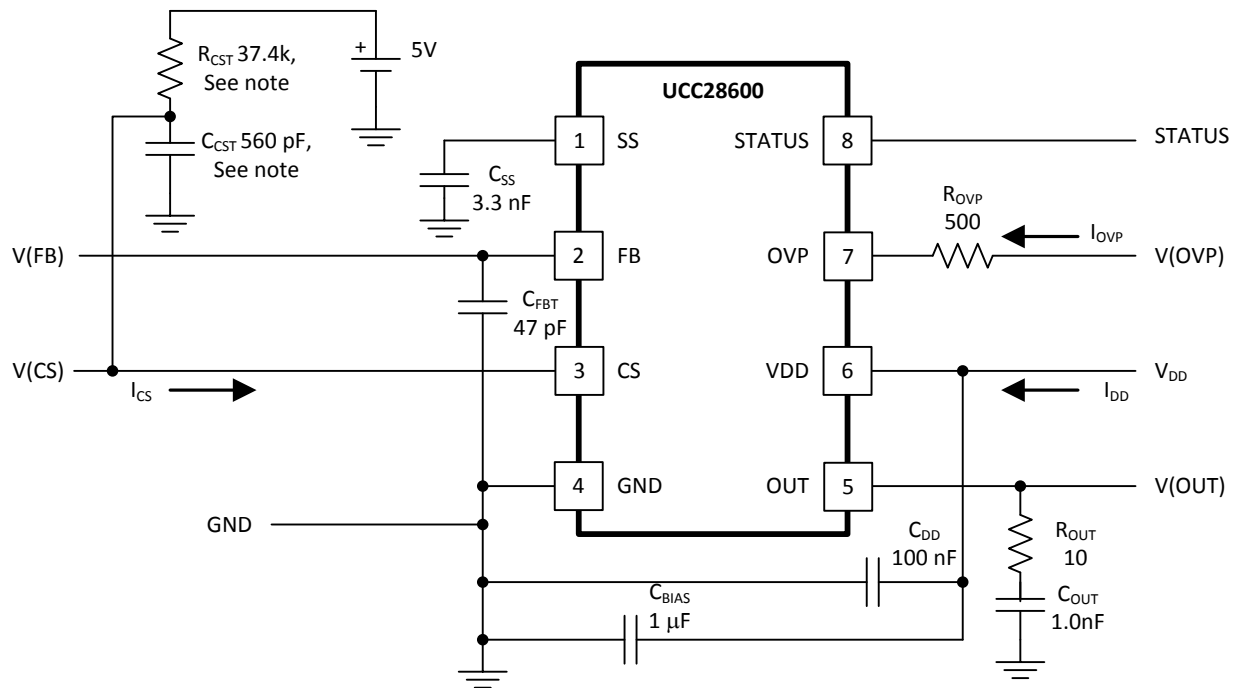 R_CST 37.4k,
See note
+
5V
C_CST 560 pF,
See note
UCC28600
1
SS
STATUS
8
STATUS
C_SS
3.3 nF
R_OVP
500
I_OVP
V(FB)
2
FB
OVP
7
V(OVP)
C_FBT
47 pF
V(CS)
3
CS
VDD
6
V_DD
I_CS
I_DD
4
GND
OUT
5
V(OUT)
GND
C_DD
100 nF
R_OUT
10
C_BIAS
1 μF
C_OUT
1.0nF